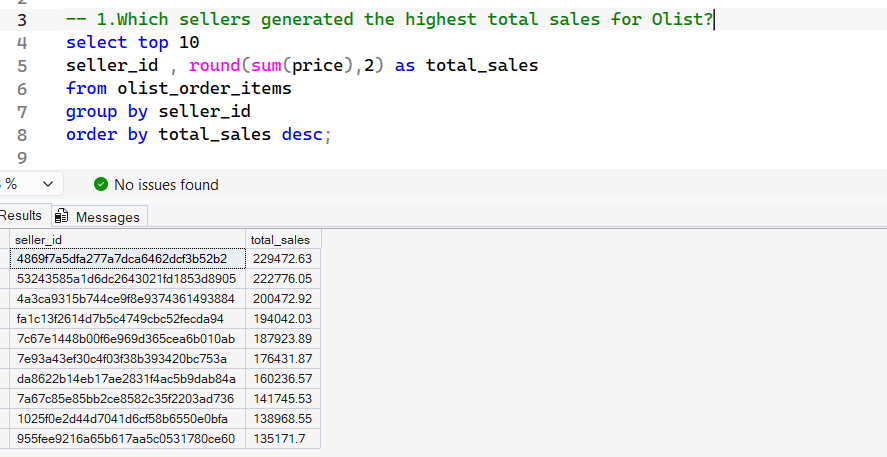 3 -- 1.Which sellers generated the highest total sales for Olist?
4 select top 10
5 seller_id , round(sum(price),2) as total_sales
6 from olist_order_items
7 group by seller_id
8 order by total_sales desc;
9
% No issues found
Results Messages
seller_id total_sales
4869f7a5dfa277a7dca6462dcf3b52b2 229472.63
53243585a1d6dc2643021fd1853d8905 222776.05
4a3ca9315b744ce9f8e9374361493884 200472.92
fa1c13f2614d7b5c4749cbc52fecda94 194042.03
7c67e1448b00f6e969d365cea6b010ab 187923.89
7e93a43ef30c4f03f38b393420bc753a 176431.87
da8622b14eb17ae2831f4ac5b9dab84a 160236.57
7a67c85e85bb2ce8582c35f2203ad736 141745.53
1025f0e2d44d7041d6cf58b6550e0bfa 138968.55
955fee9216a65b617aa5c0531780ce60 135171.7